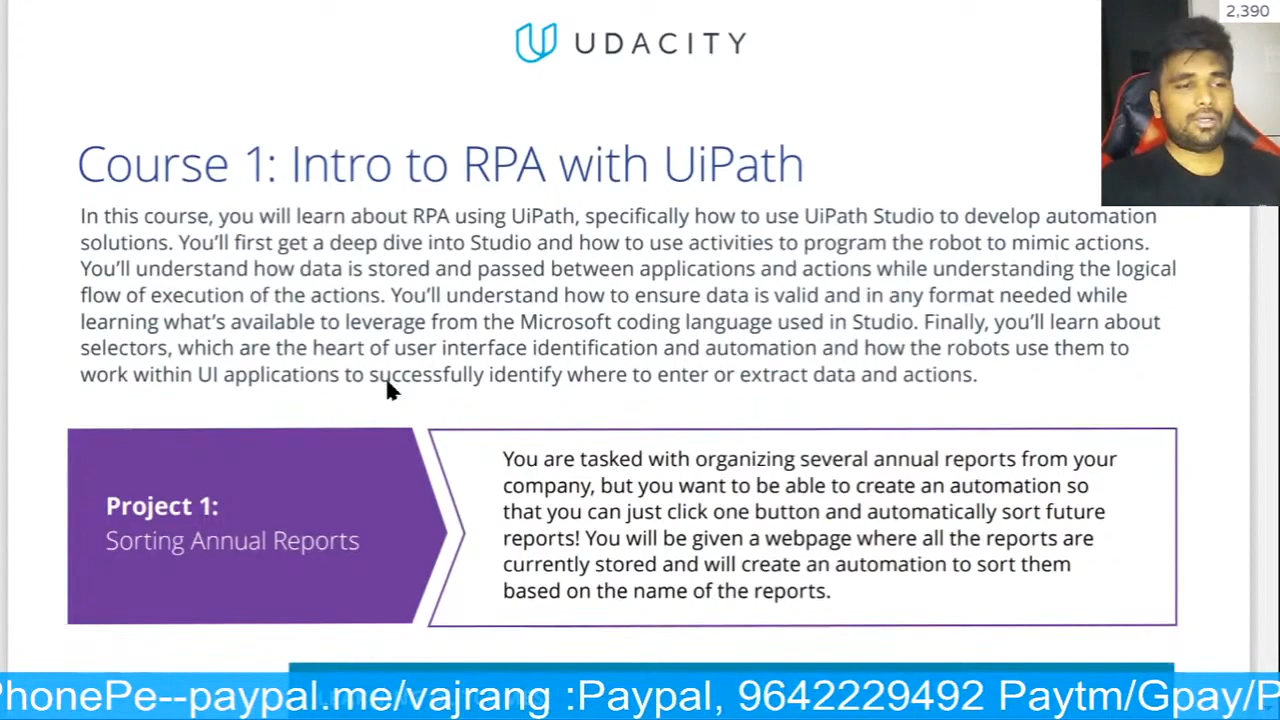 2,390
UDACITY
Course 1: Intro to RPA with UiPath
In this course, you will learn about RPA using UiPath, specifically how to use UiPath Studio to develop automation
solutions. You'll first get a deep dive into Studio and how to use activities to program the robot to mimic actions.
You'll understand how data is stored and passed between applications and actions while understanding the logical
flow of execution of the actions. You'll understand how to ensure data is valid and in any format needed while
learning what's available to leverage from the Microsoft coding language used in Studio. Finally, you'll learn about
selectors, which are the heart of user interface identification and automation and how the robots use them to
work within UI applications to successfully identify where to enter or extract data and actions.
Project 1:
Sorting Annual Reports
You are tasked with organizing several annual reports from your
company, but you want to be able to create an automation so
that you can just click one button and automatically sort future
reports! You will be given a webpage where all the reports are
currently stored and will create an automation to sort them
based on the name of the reports.
PhonePe--paypal.me/vajrang :Paypal, 9642229492 Paytm/Gpay/P